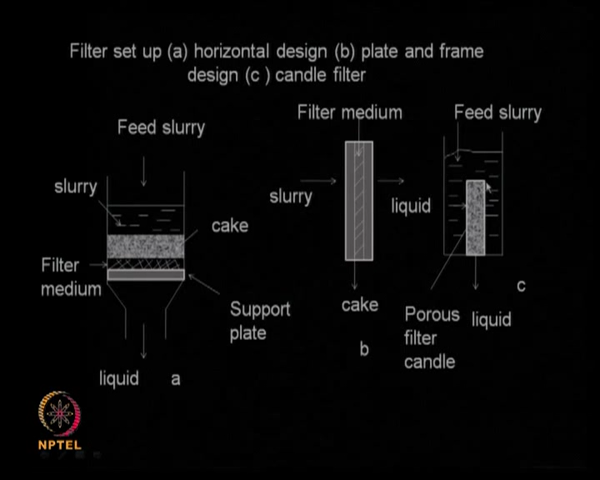 Filter set up (a) horizontal design (b) plate and frame
design (c ) candle filter
Feed slurry
slurry
cake
Filter
medium
Support
plate
liquid
a
Filter medium
slurry
liquid
cake
b
Feed slurry
Porous
filter
candle
liquid
c
NPTEL